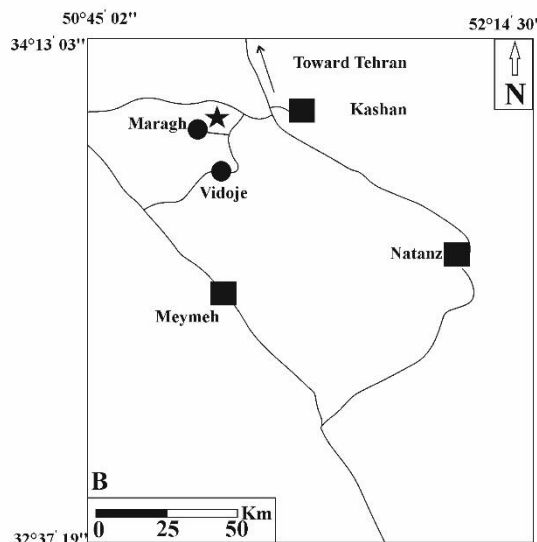 50°45' 02''
52°14' 30''
34°13' 03''
Toward Tehran
N
Kashan
Maragh
Vidoje
Natanz
Meymeh
B
Km
0 25 50
32°37' 19''